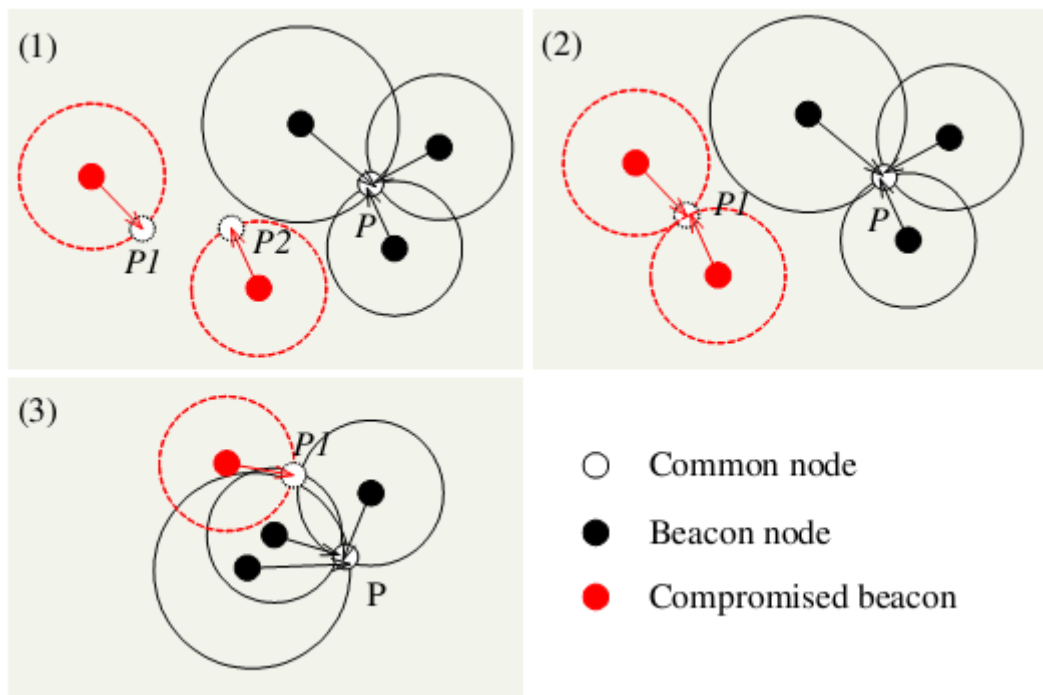 (1)
P1
P2
P
(2)
P1
P
(3)
P1
P
Common node
Beacon node
Compromised beacon